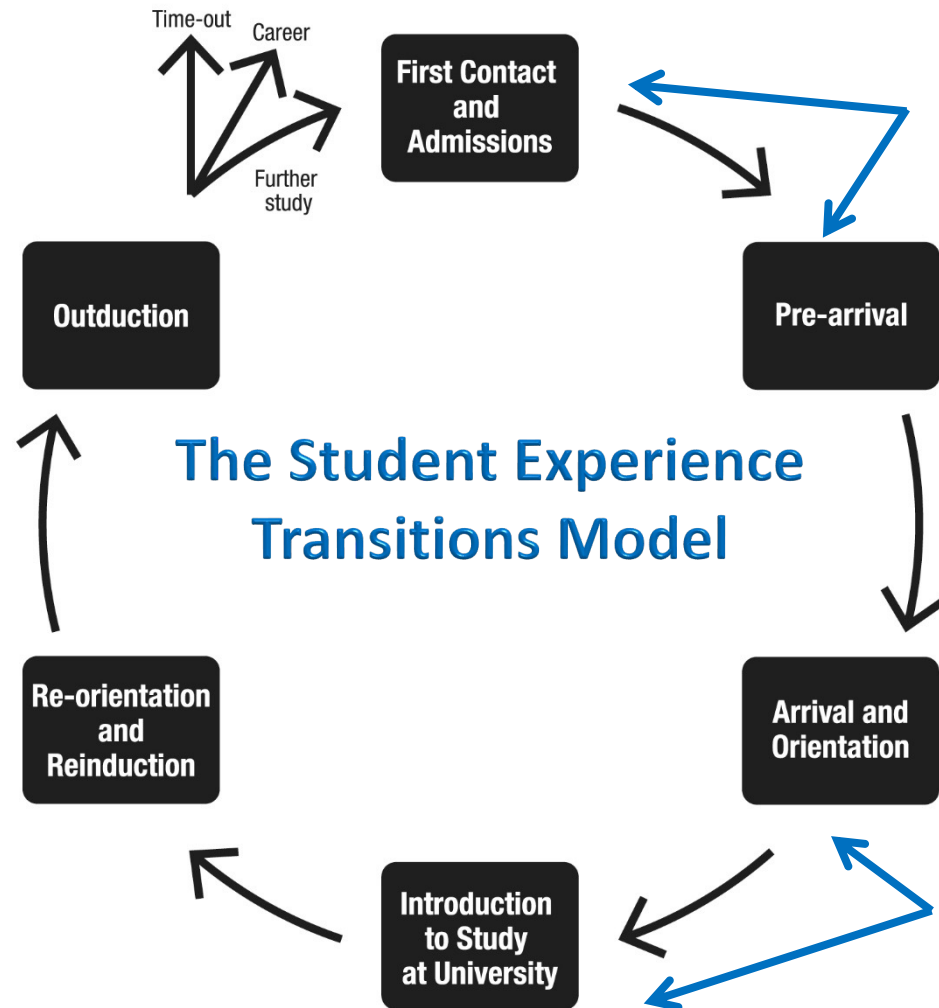 Time-out
Career
First Contact
and
Admissions
Further
study
Pre-arrival
Outduction
The Student Experience
Transitions Model
Arrival and
Orientation
Re-orientation
and
Reinduction
Introduction
to Study
at University